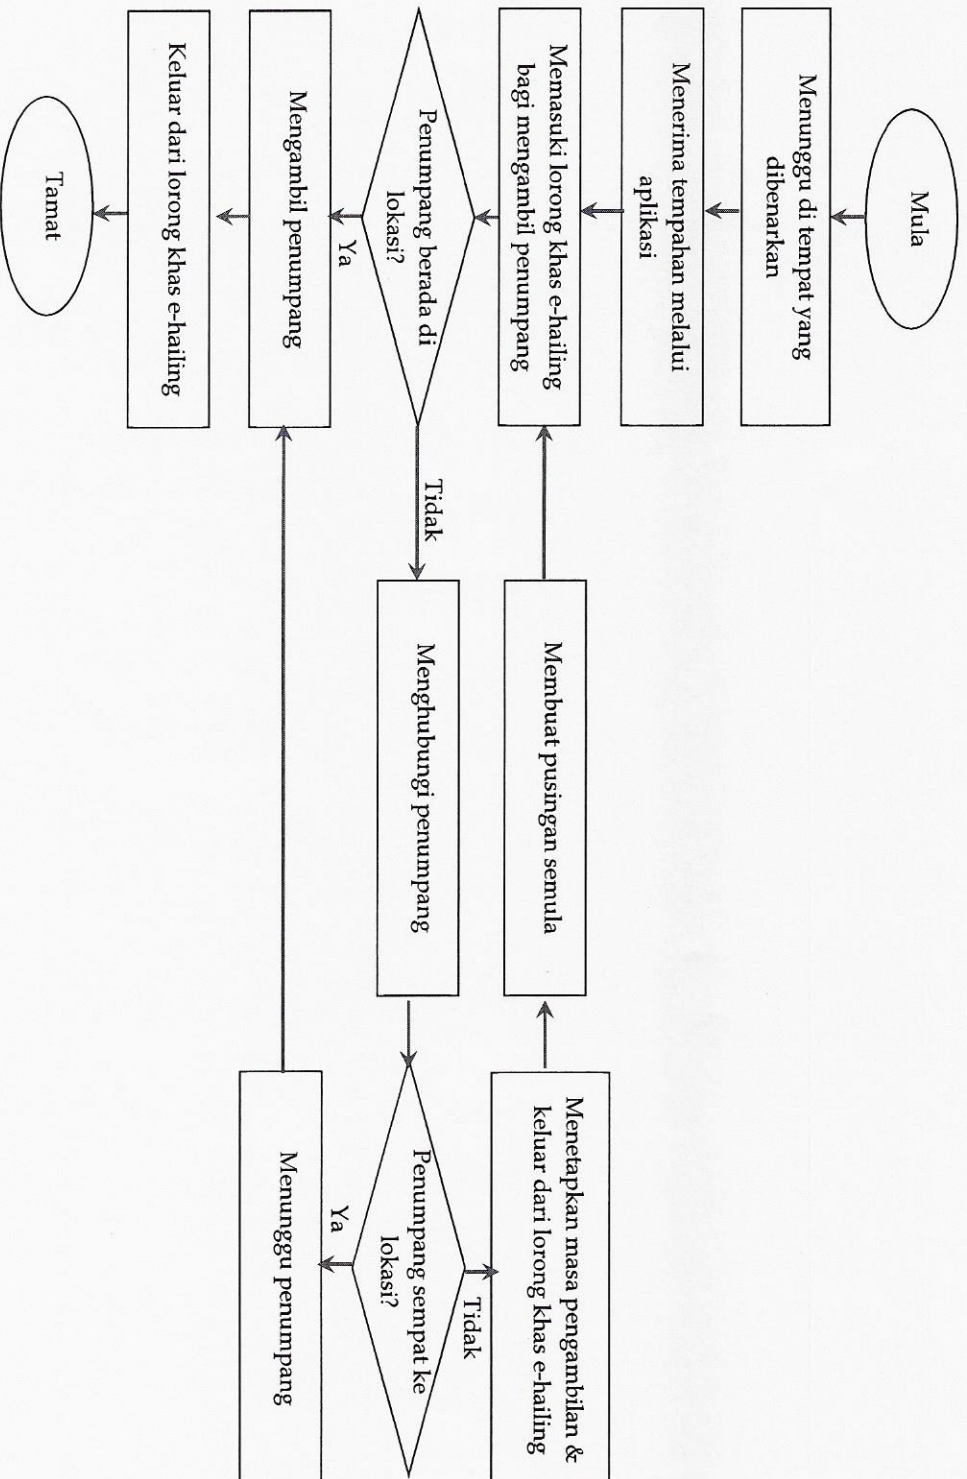 Mula
Menunggu di tempat yang
dibenarkan
Menerima tempahan melalui
aplikasi
Memasuki lorong khas e-hailing
bagi mengambil penumpang
Penumpang berada di
lokasi?
Ya
Tidak
Mengambil penumpang
Keluar dari lorong khas e-hailing
Tamat
Membuat pusingan semula
Menghubungi penumpang
Menetapkan masa pengambilan &
keluar dari lorong khas e-hailing
Tidak
Penumpang sempat ke
lokasi?
Ya
Menunggu penumpang